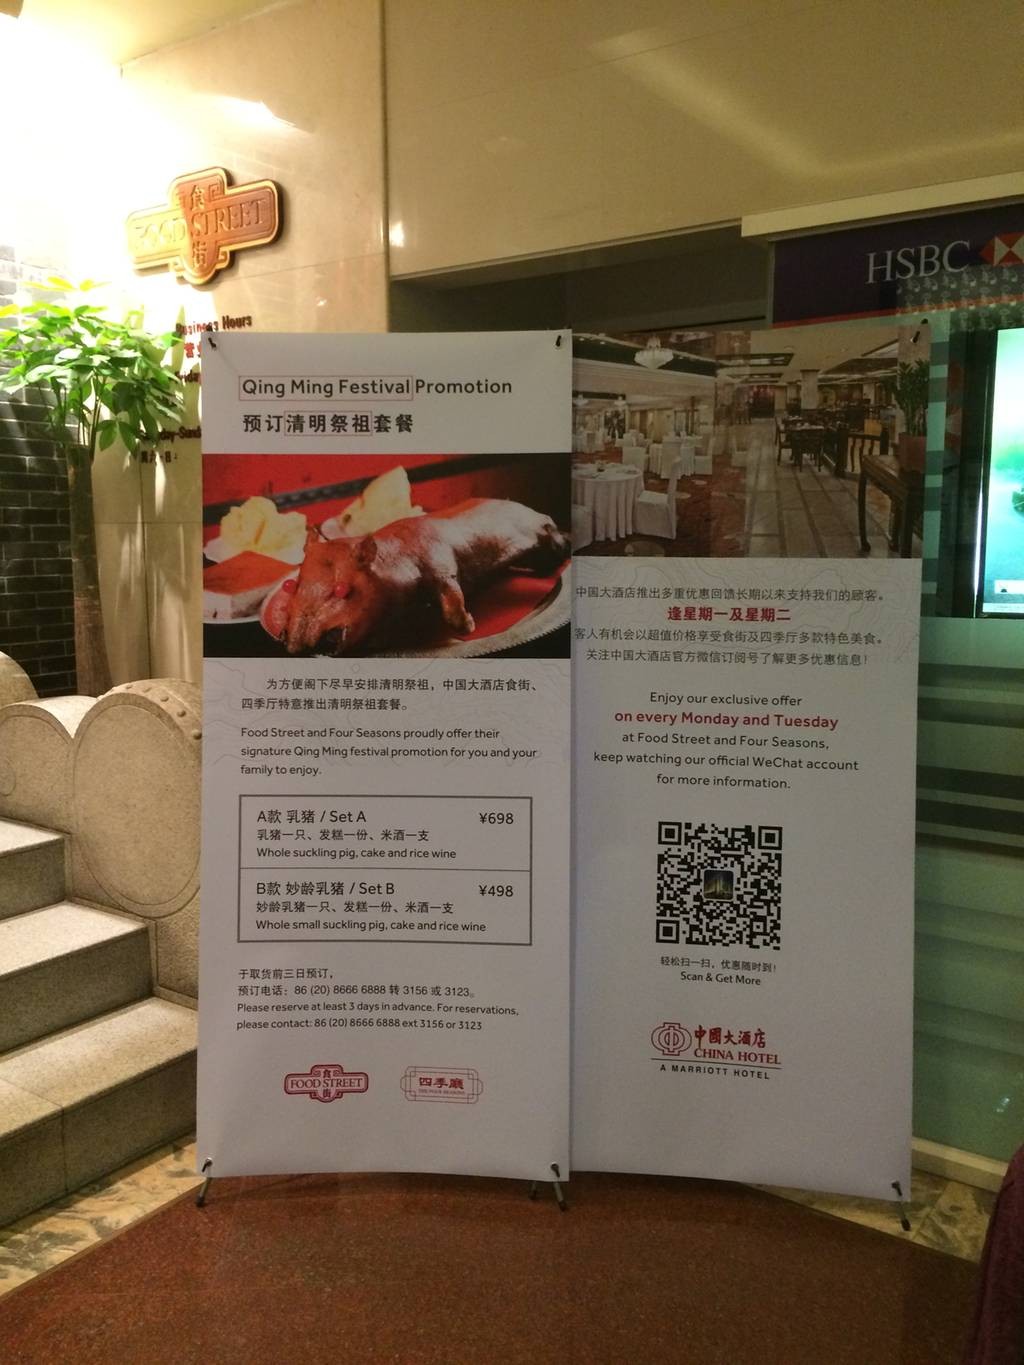 食
FOOD STREET
街
Business Hours
HSBC
Qing Ming Festival Promotion
预订清明祭祖套餐
为方便阁下尽早安排清明祭祖，中国大酒店食街、
四季厅特意推出清明祭祖套餐。
Food Street and Four Seasons proudly offer their
signature Qing Ming festival promotion for you and your
family to enjoy.
A款 乳猪 / Set A ¥698
乳猪一只、发糕一份、米酒一支
Whole suckling pig, cake and rice wine
B款 妙龄乳猪 / Set B ¥498
妙龄乳猪一只、发糕一份、米酒一支
Whole small suckling pig, cake and rice wine
于取货前三日预订，
预订电话：86 (20) 8666 6888 转 3156 或 3123。
Please reserve at least 3 days in advance. For reservations,
please contact: 86 (20) 8666 6888 ext 3156 or 3123
食
FOOD STREET
街
四季廳
THE FOUR SEASONS
中国大酒店推出多重优惠回馈长期以来支持我们的顾客。
逢星期一及星期二
客人有机会以超值价格享受食街及四季厅多款特色美食。
关注中国大酒店官方微信订阅号了解更多优惠信息！
Enjoy our exclusive offer
on every Monday and Tuesday
at Food Street and Four Seasons,
keep watching our official WeChat account
for more information.
轻松扫一扫，优惠随时到！
Scan & Get More
中國大酒店
CHINA HOTEL
A MARRIOTT HOTEL